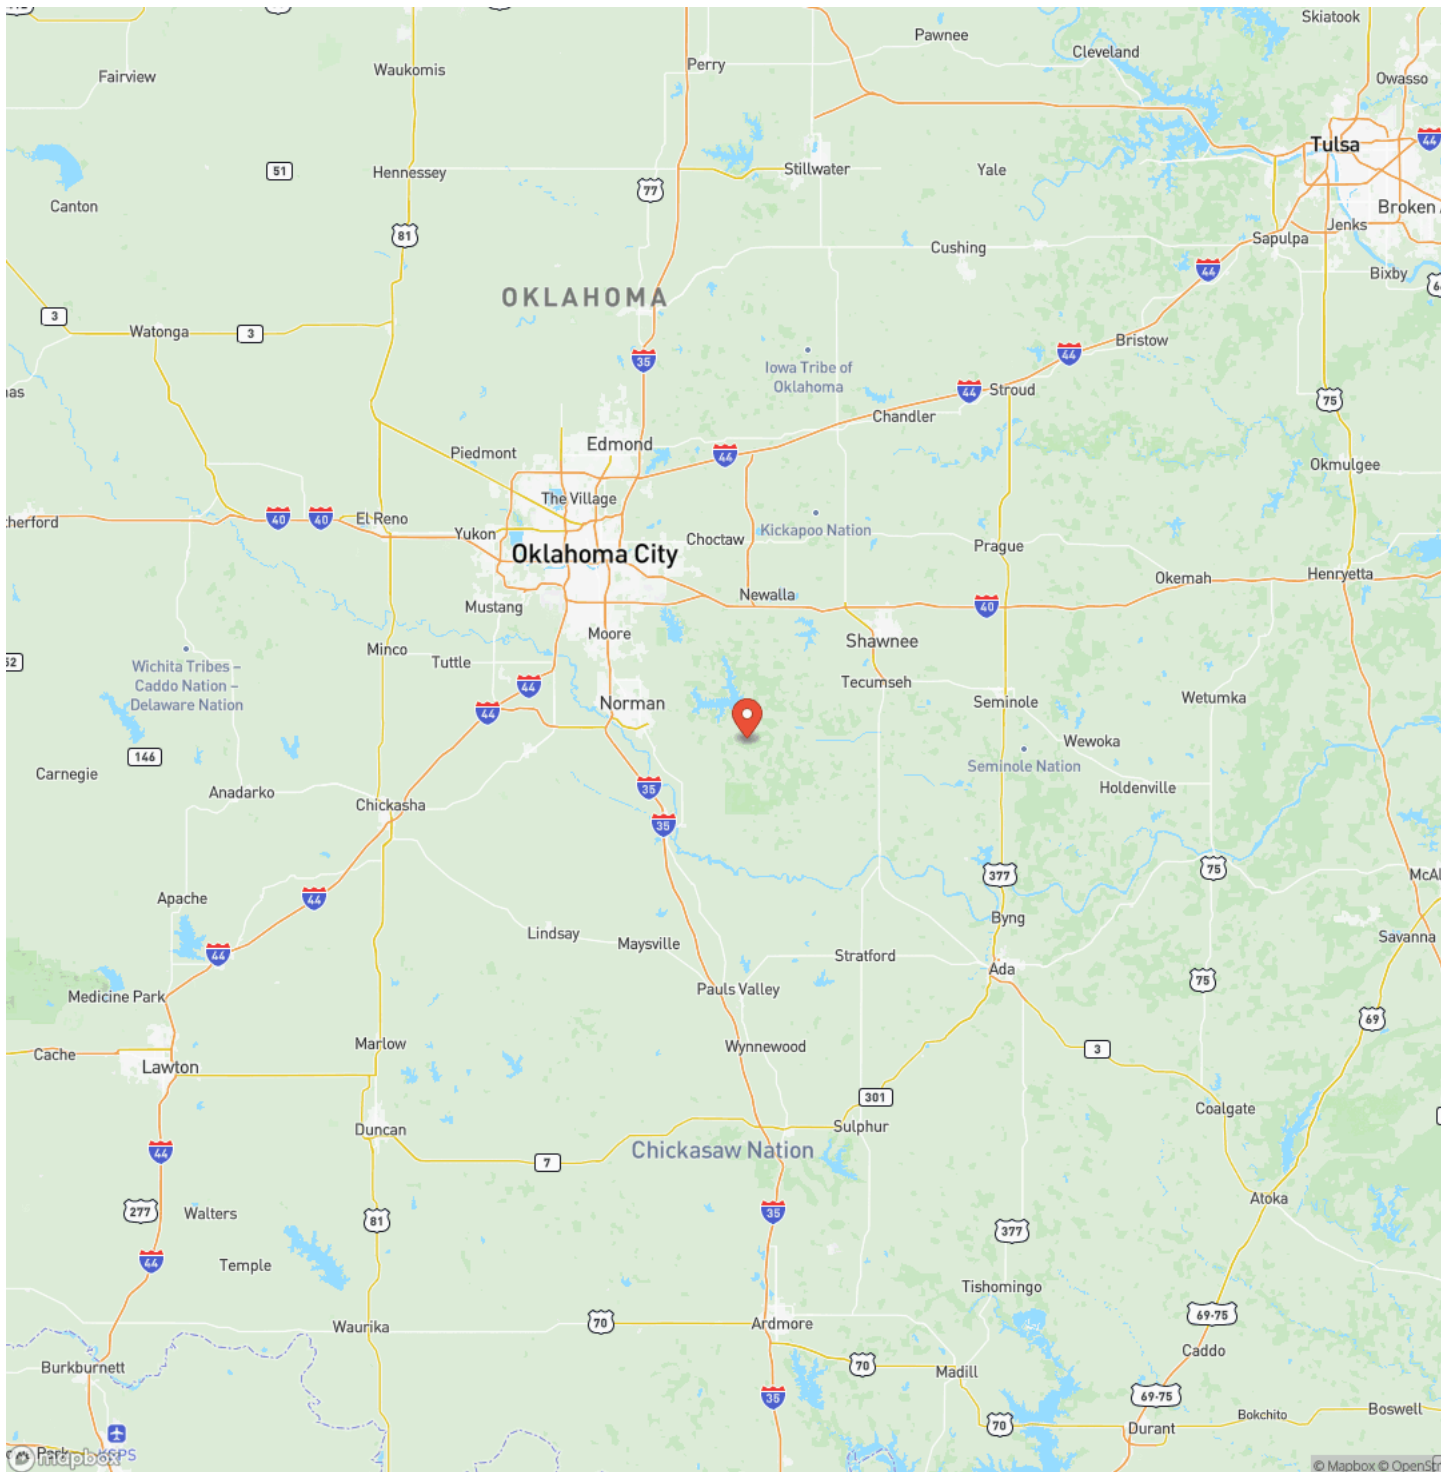 Skiatook
Pawnee
Cleveland
Perry
Fairview
Waukomis
Owasso
Tulsa
44
51
Stillwater
Yale
Hennessey
77
Canton
Broken
Jenks
81
Sapulpa
Cushing
44
Bixby
OKLAHOMA
3
Watonga
3
Bristow
35
44
Iowa Tribe of
Oklahoma
44
Stroud
75
Chandler
Edmond
Piedmont
44
Okmulgee
The Village
40
40
El Reno
Kickapoo Nation
Yukon
Choctaw
Prague
Oklahoma City
Henryetta
Okemah
Newalla
Mustang
40
Moore
Shawnee
Minco
Tuttle
52
Wichita Tribes –
Caddo Nation –
Delaware Nation
Tecumseh
44
Norman
Seminole
Wetumka
44
Wewoka
146
Seminole Nation
Carnegie
35
Holdenville
Anadarko
Chickasha
35
75
377
Apache
44
Byng
Lindsay
Maysville
Savanna
44
Stratford
Ada
75
Medicine Park
Pauls Valley
69
Marlow
Wynnewood
3
Cache
Lawton
301
Coalgate
Duncan
Sulphur
44
Chickasaw Nation
7
277
Walters
81
35
Atoka
377
44
Temple
Tishomingo
69-75
70
Waurika
Ardmore
Caddo
Burkburnett
70
Madill
35
69-75
Boswell
Bokchito
70
Durant
KSPS
mapbox
© Mapbox © OpenStr